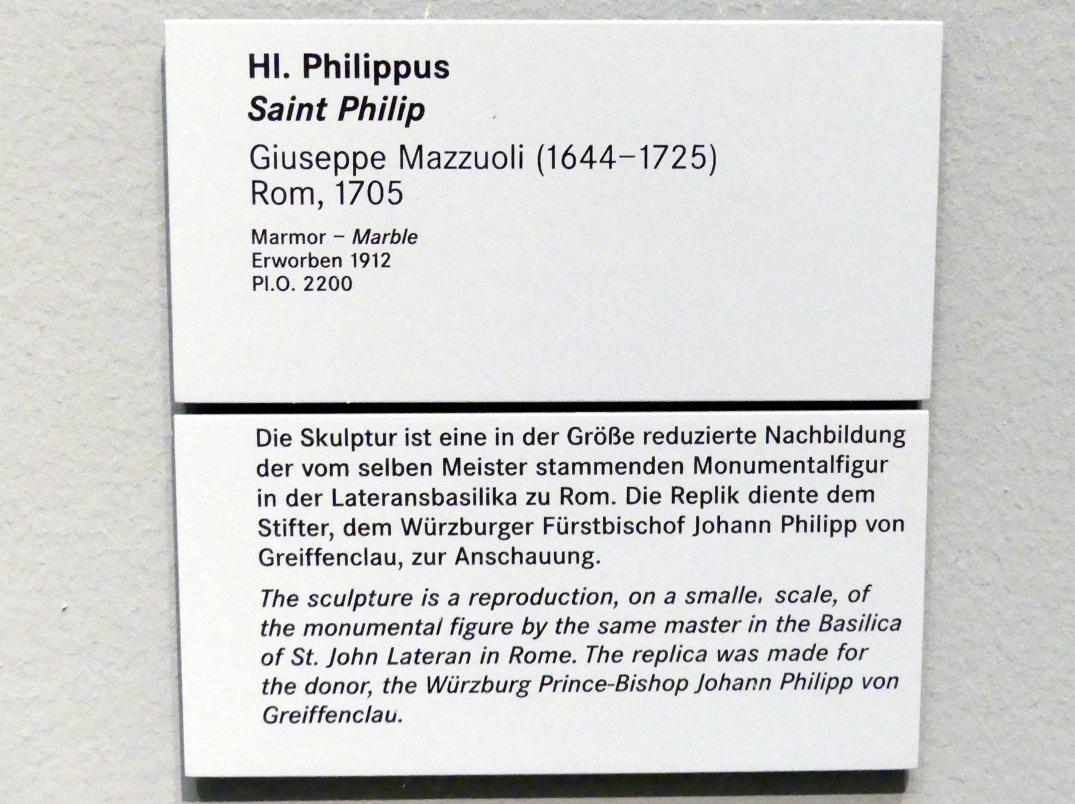 Hl. Philippus
Saint Philip
Giuseppe Mazzuoli (1644–1725)
Rom, 1705
Marmor – Marble
Erworben 1912
Pl.O. 2200
Die Skulptur ist eine in der Größe reduzierte Nachbildung
der vom selben Meister stammenden Monumentalfigur
in der Lateransbasilika zu Rom. Die Replik diente dem
Stifter, dem Würzburger Fürstbischof Johann Philipp von
Greiffenclau, zur Anschauung.
The sculpture is a reproduction, on a smaller scale, of
the monumental figure by the same master in the Basilica
of St. John Lateran in Rome. The replica was made for
the donor, the Würzburg Prince-Bishop Johann Philipp von
Greiffenclau.